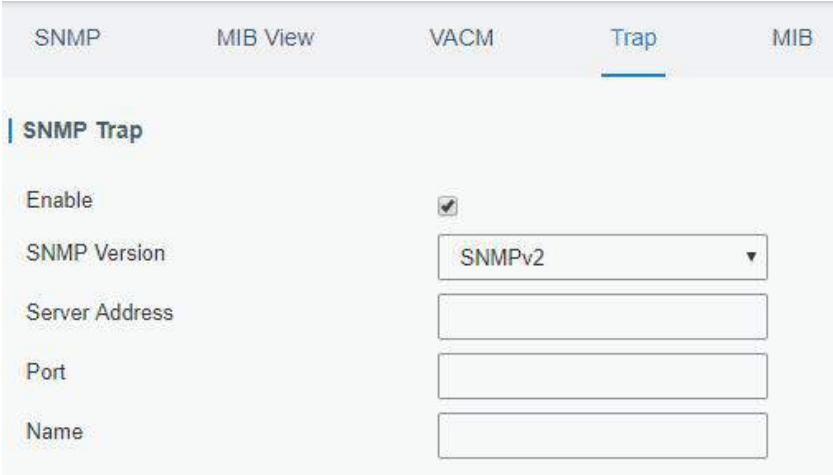 SNMP MIB View VACM Trap MIB
SNMP Trap
Enable
SNMP Version SNMPv2
Server Address
Port
Name